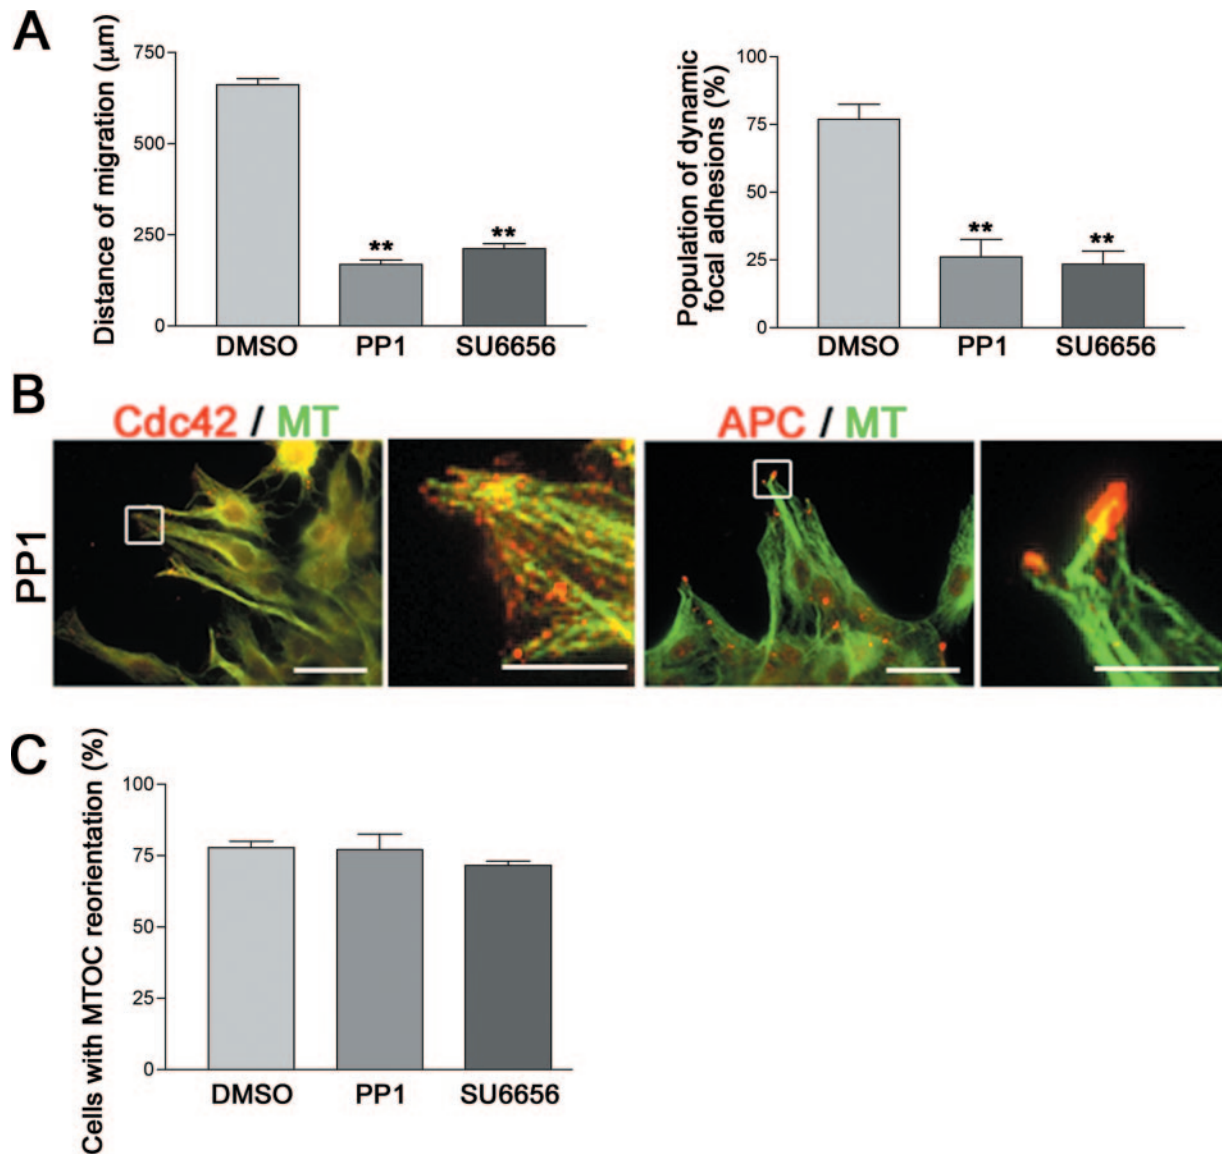 A
Distance of migration (μm)
750
500
250
0
**
**
DMSO PP1 SU6656
Population of dynamic
focal adhesions (%)
100
75
50
25
0
**
**
DMSO PP1 SU6656
B
Cdc42 / MT
APC / MT
PP1
C
Cells with MTOC reorientation (%)
100
75
50
25
0
DMSO PP1 SU6656